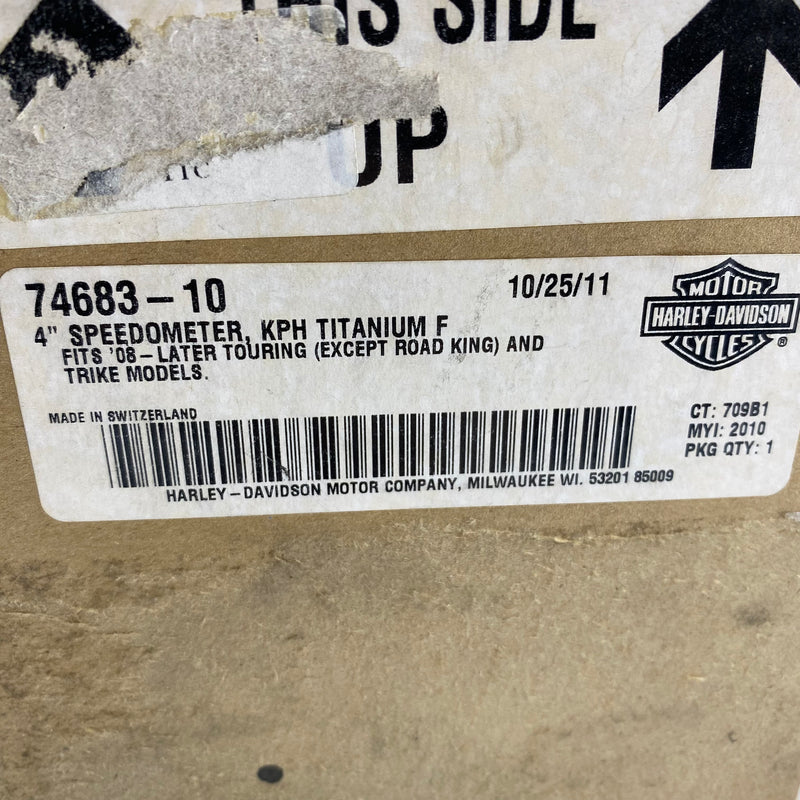 THIS SIDE
UP
74683-10
10/25/11
4" SPEEDOMETER, KPH TITANIUM F
FITS '08-LATER TOURING (EXCEPT ROAD KING) AND
TRIKE MODELS.
MOTOR
HARLEY-DAVIDSON
CYCLES
®
MADE IN SWITZERLAND
CT: 709B1
MYI: 2010
PKG QTY: 1
HARLEY-DAVIDSON MOTOR COMPANY, MILWAUKEE WI. 53201 85009